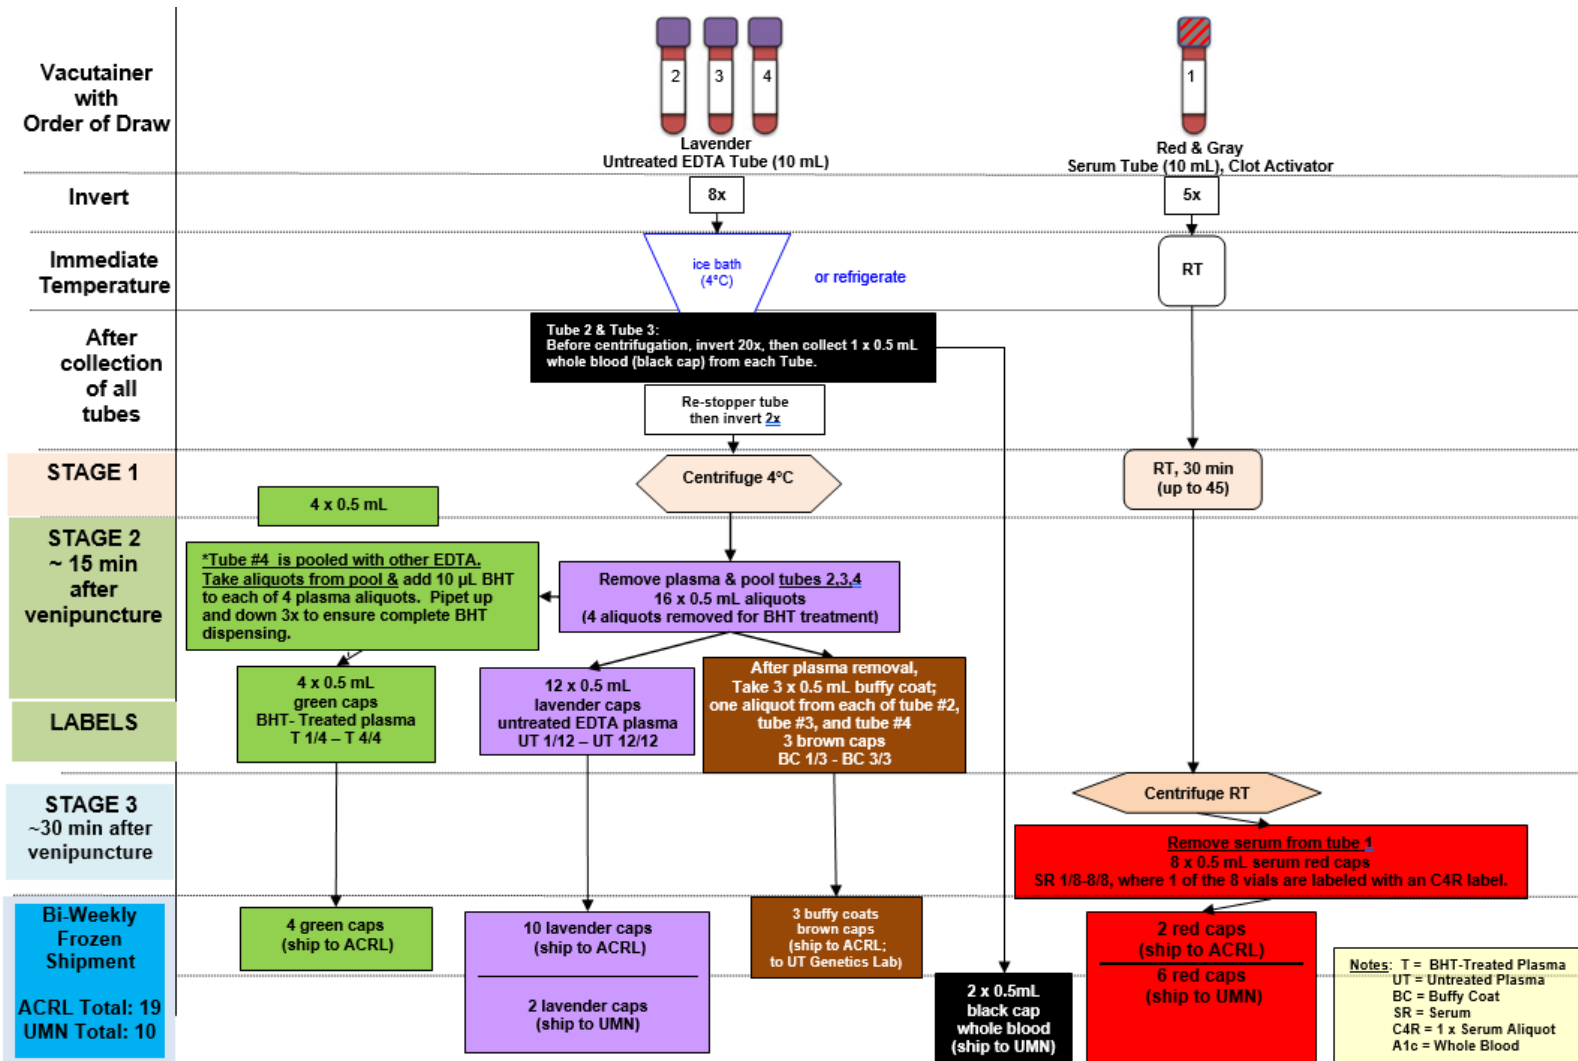 Vacutainer
with
Order of Draw
2
3
4
Lavender
Untreated EDTA Tube (10 mL)
1
Red & Gray
Serum Tube (10 mL), Clot Activator
Invert
8x
5x
Immediate
Temperature
ice bath
(4°C)
or refrigerate
RT
After
collection
of all
tubes
Tube 2 & Tube 3:
Before centrifugation, invert 20x, then collect 1 x 0.5 mL
whole blood (black cap) from each Tube.
Re-stopper tube
then invert 2x
STAGE 1
Centrifuge 4°C
RT, 30 min
(up to 45)
4 x 0.5 mL
STAGE 2
~ 15 min
after
venipuncture
*Tube #4 is pooled with other EDTA.
Take aliquots from pool & add 10 µL BHT
to each of 4 plasma aliquots. Pipet up
and down 3x to ensure complete BHT
dispensing.
Remove plasma & pool tubes 2,3,4
16 x 0.5 mL aliquots
(4 aliquots removed for BHT treatment)
LABELS
4 x 0.5 mL
green caps
BHT- Treated plasma
T 1/4 – T 4/4
12 x 0.5 mL
lavender caps
untreated EDTA plasma
UT 1/12 – UT 12/12
After plasma removal,
Take 3 x 0.5 mL buffy coat;
one aliquot from each of tube #2,
tube #3, and tube #4
3 brown caps
BC 1/3 - BC 3/3
STAGE 3
~30 min after
venipuncture
Centrifuge RT
Remove serum from tube 1
8 x 0.5 mL serum red caps
SR 1/8-8/8, where 1 of the 8 vials are labeled with an C4R label.
Bi-Weekly
Frozen
Shipment
ACRL Total: 19
UMN Total: 10
4 green caps
(ship to ACRL)
10 lavender caps
(ship to ACRL)
2 lavender caps
(ship to UMN)
3 buffy coats
brown caps
(ship to ACRL;
to UT Genetics Lab)
2 x 0.5mL
black cap
whole blood
(ship to UMN)
2 red caps
(ship to ACRL)
6 red caps
(ship to UMN)
Notes: T = BHT-Treated Plasma
UT = Untreated Plasma
BC = Buffy Coat
SR = Serum
C4R = 1 x Serum Aliquot
A1c = Whole Blood